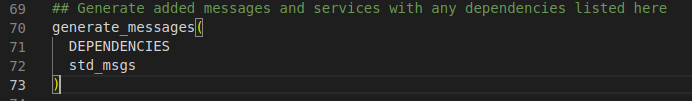 69 ## Generate added messages and services with any dependencies listed here
70 generate_messages(
71 DEPENDENCIES
72 std_msgs
73 )